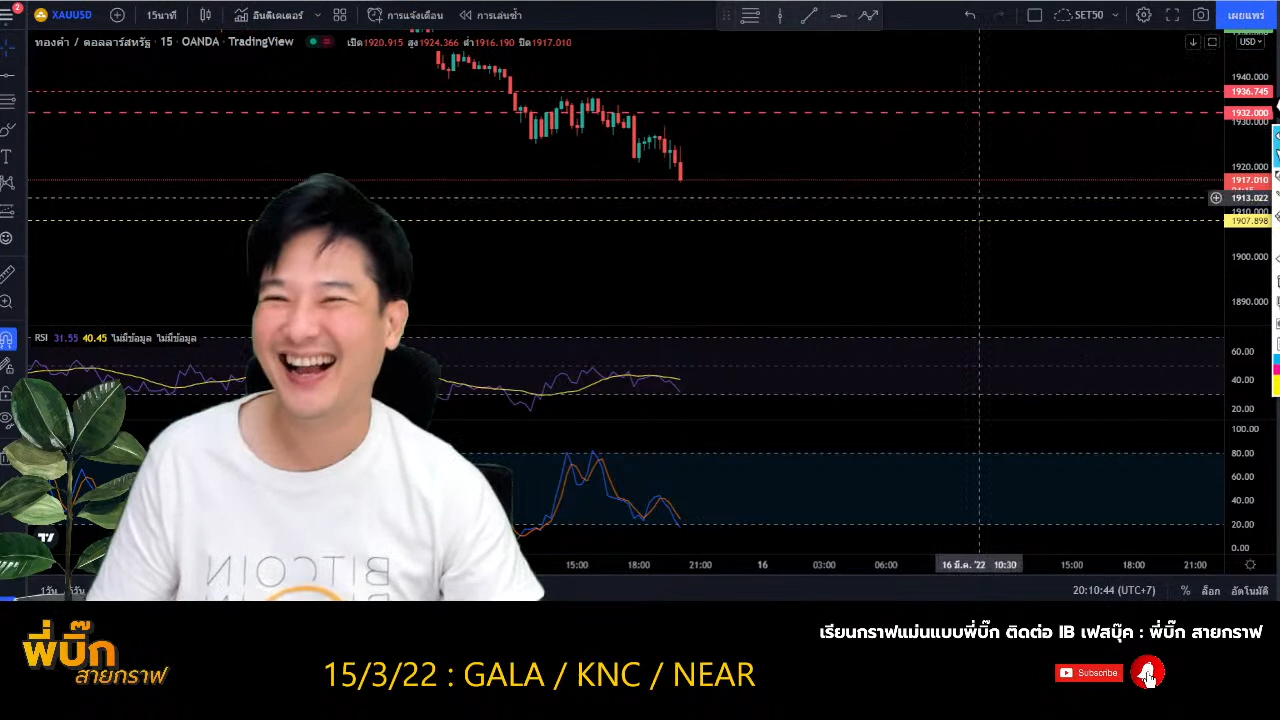 2
XAUUSD
15นาที
อินดิเคเตอร์
การแจ้งเตือน
การเล่นซ้ำ
SET50
เผยแพร่
ทองคำ / ดอลลาร์สหรัฐ · 15 · OANDA · TradingView
เปิด1920.915 สูง1924.366 ต่ำ1916.190 ปิด1917.010
USD
1940.000
1936.745
1932.000
1930.000
1920.000
1917.010
1913.022
1910.000
1907.898
1900.000
1890.000
RSI 31.55 40.45 ไม่มีข้อมูล ไม่มีข้อมูล
60.00
40.00
20.00
100.00
80.00
60.00
40.00
20.00
0.00
BITCOIN
15:00 18:00 21:00 16 03:00 06:00 16 มี.ค. '22 10:30 15:00 18:00 21:00
1วัน
20:10:44 (UTC+7) % ล็อก อัตโนมัติ
พี่บิ๊ก
สายกราฟ
เรียนกราฟแม่นแบบพี่บิ๊ก ติดต่อ IB เฟสบุ๊ค : พี่บิ๊ก สายกราฟ
15/3/22 : GALA / KNC / NEAR
Subscribe